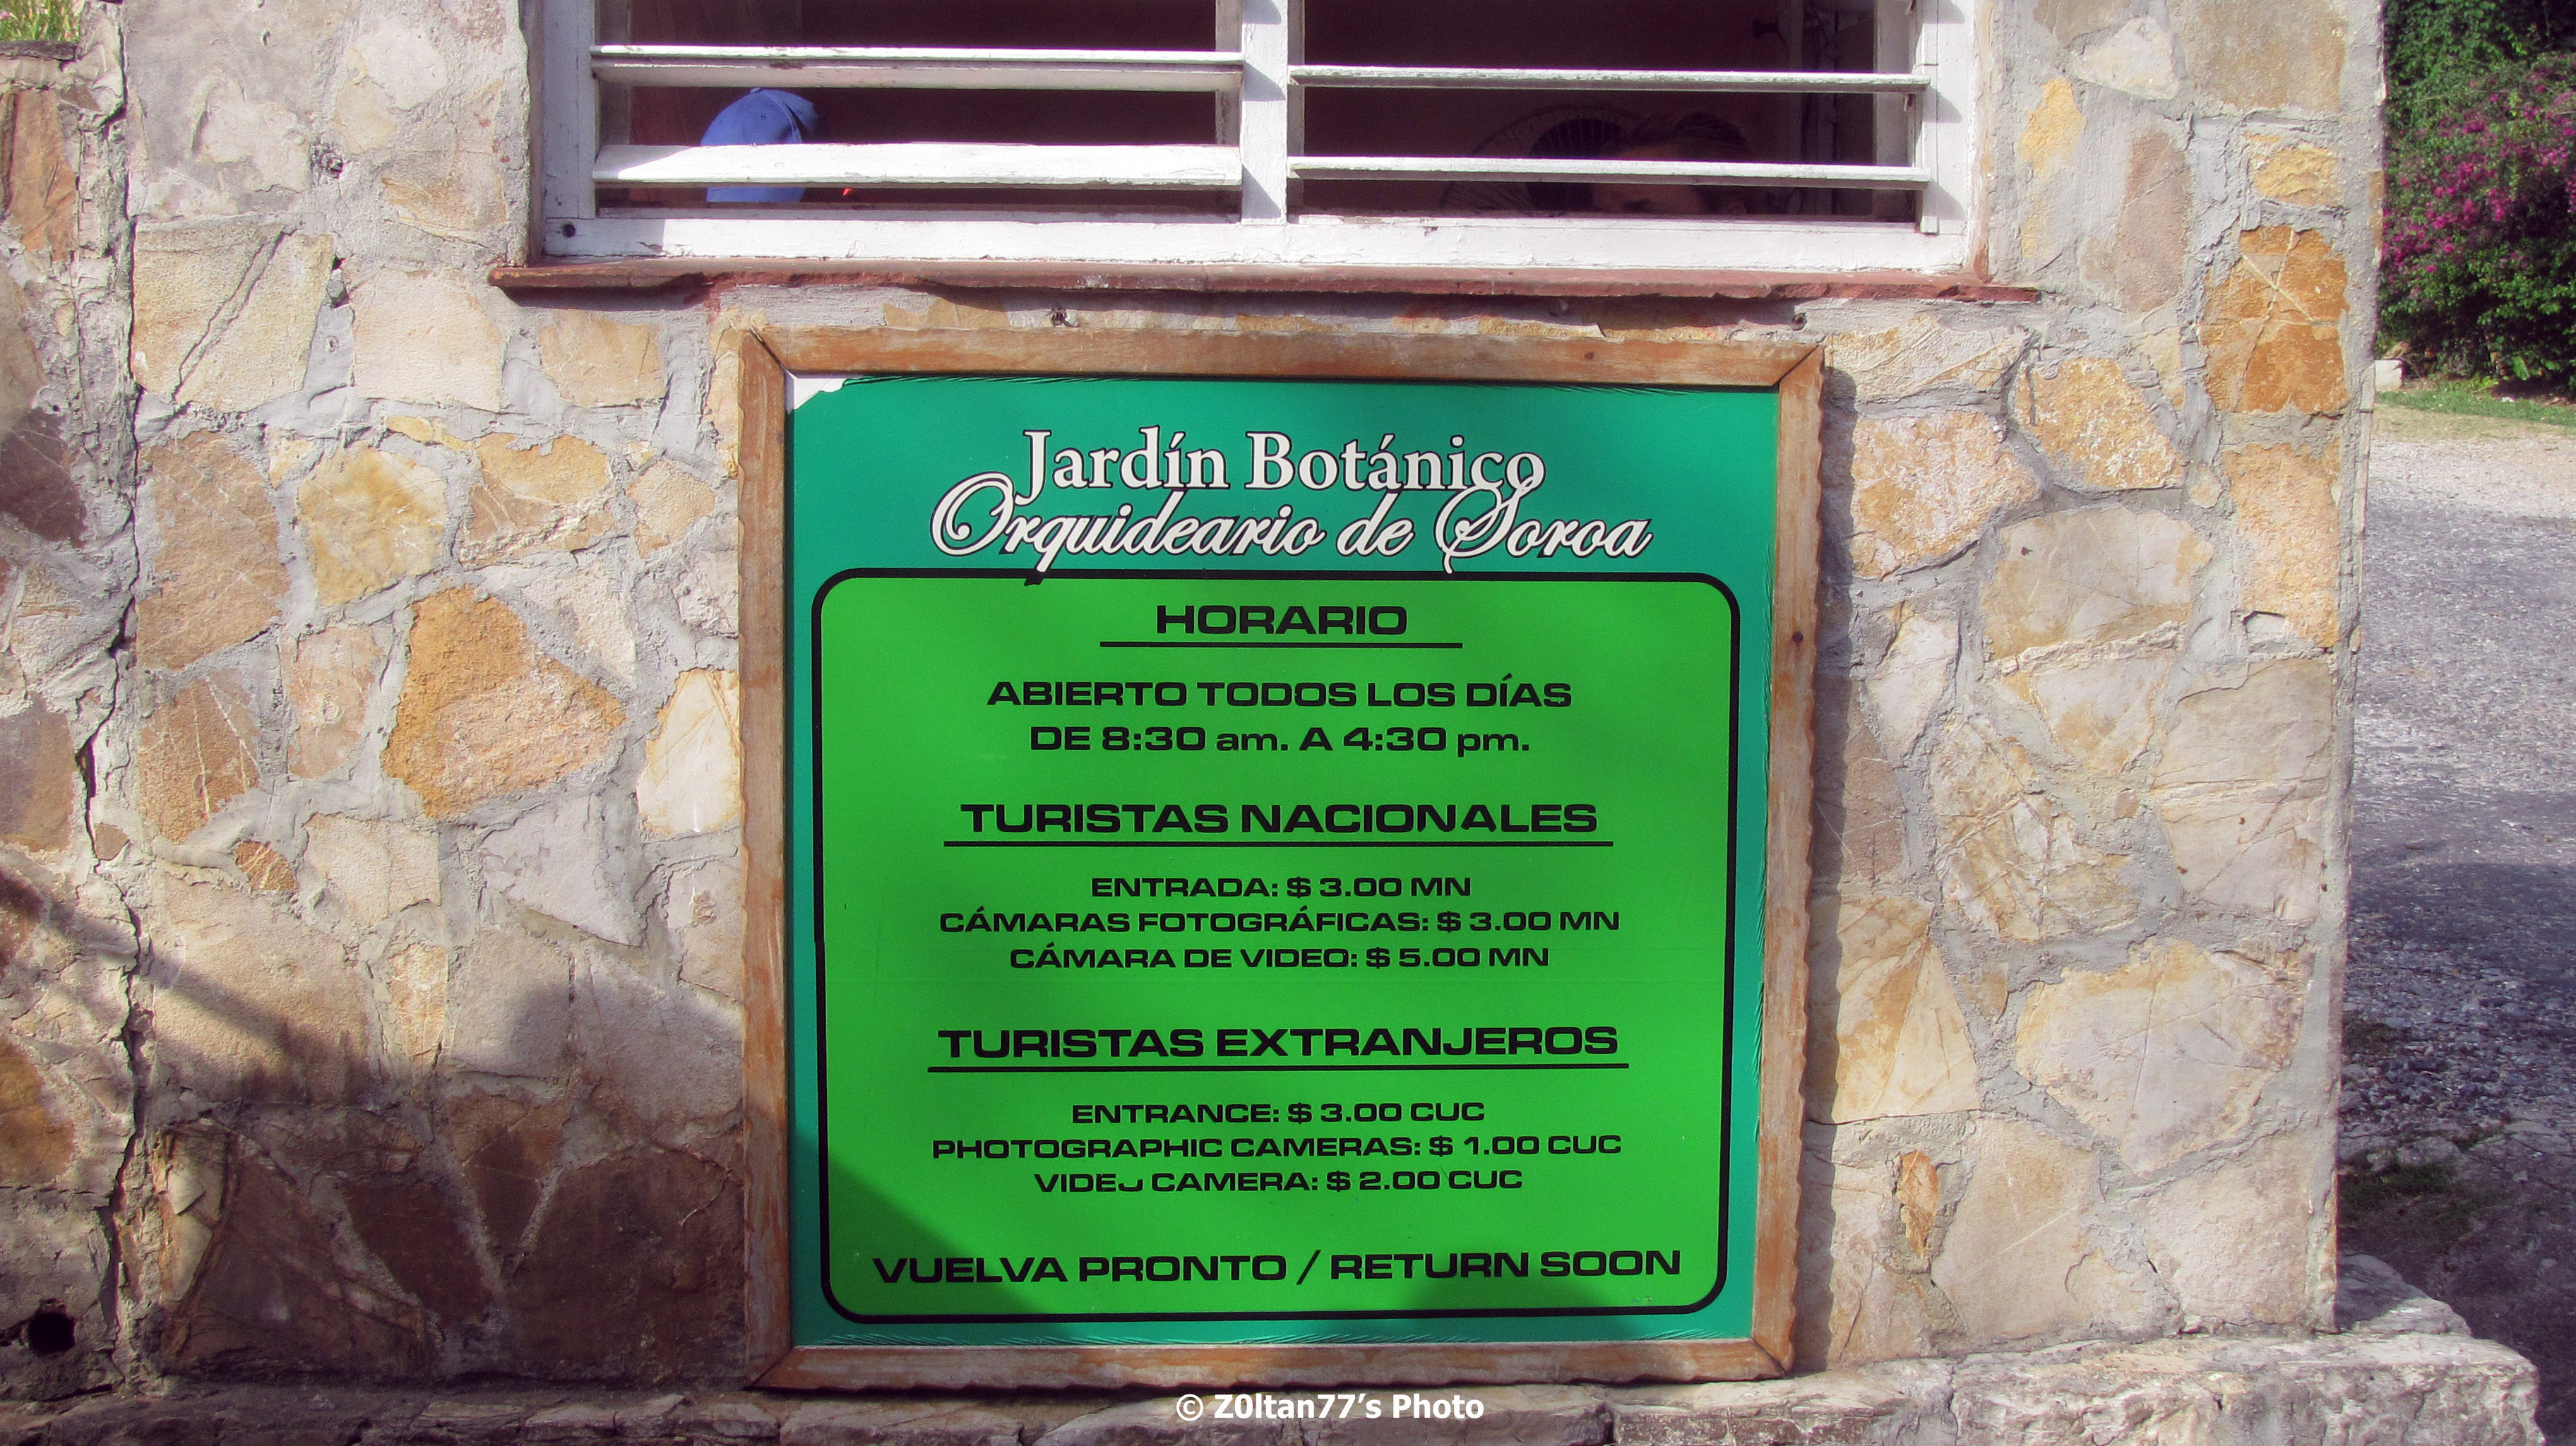 Jardín Botánico
Orquideario de Soroa
HORARIO
ABIERTO TODOS LOS DÍAS
DE 8:30 am. A 4:30 pm.
TURISTAS NACIONALES
ENTRADA: $ 3.00 MN
CÁMARAS FOTOGRÁFICAS: $ 3.00 MN
CÁMARA DE VIDEO: $ 5.00 MN
TURISTAS EXTRANJEROS
ENTRANCE: $ 3.00 CUC
PHOTOGRAPHIC CAMERAS: $ 1.00 CUC
VIDEJ CAMERA: $ 2.00 CUC
VUELVA PRONTO / RETURN SOON
© Z0ltan77's Photo